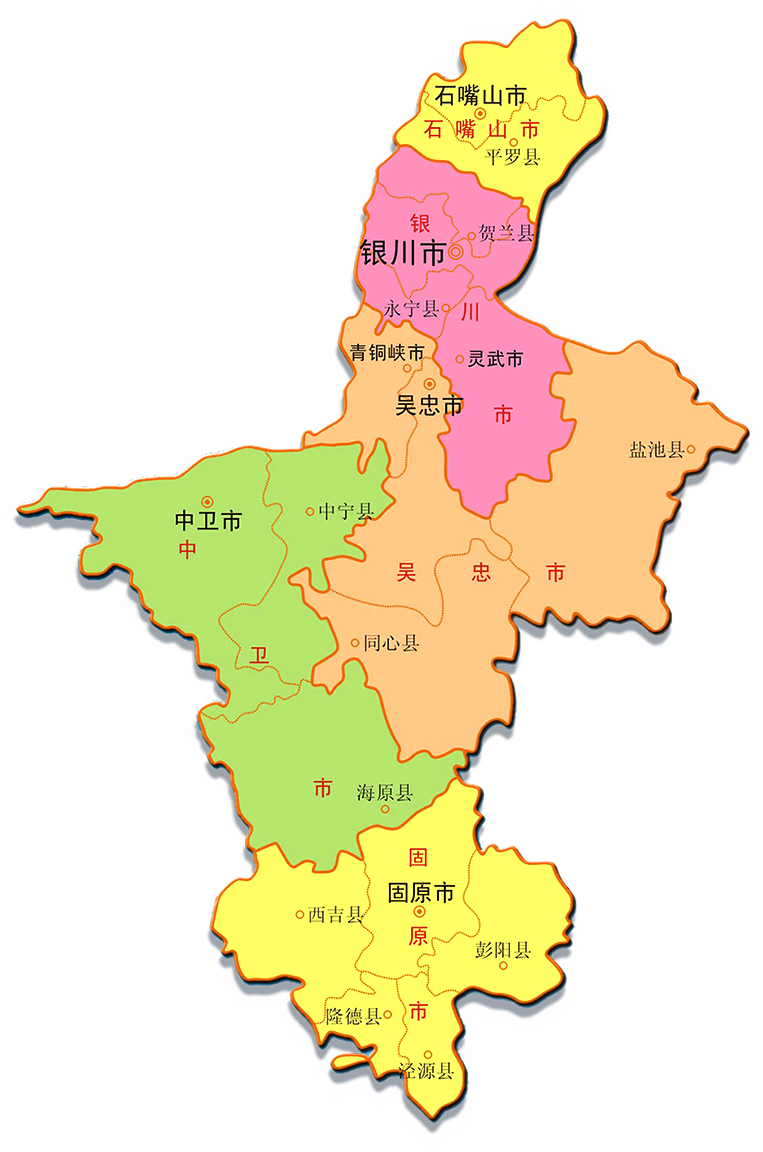 石嘴山市
石嘴山市
平罗县
银
贺兰县
银川市
永宁县
川
青铜峡市
灵武市
吴忠市
市
盐池县
中宁县
中卫市
中
吴忠市
同心县
卫
市
海原县
固
固原市
西吉县
原
彭阳县
隆德县
市
泾源县